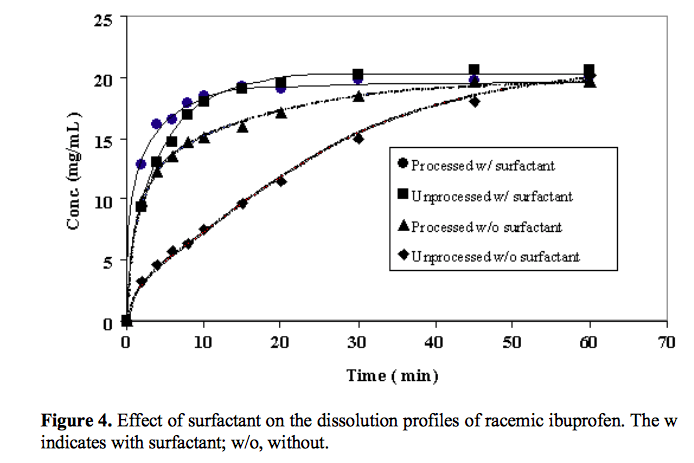 25
20
15
10
5
0
Conc. (mg/mL)
0 10 20 30 40 50 60 70
Time ( min)
Processed w/ surfactant
Unprocessed w/ surfactant
Processed w/o surfactant
Unprocessed w/o surfactant
Figure 4. Effect of surfactant on the dissolution profiles of racemic ibuprofen. The w
indicates with surfactant; w/o, without.